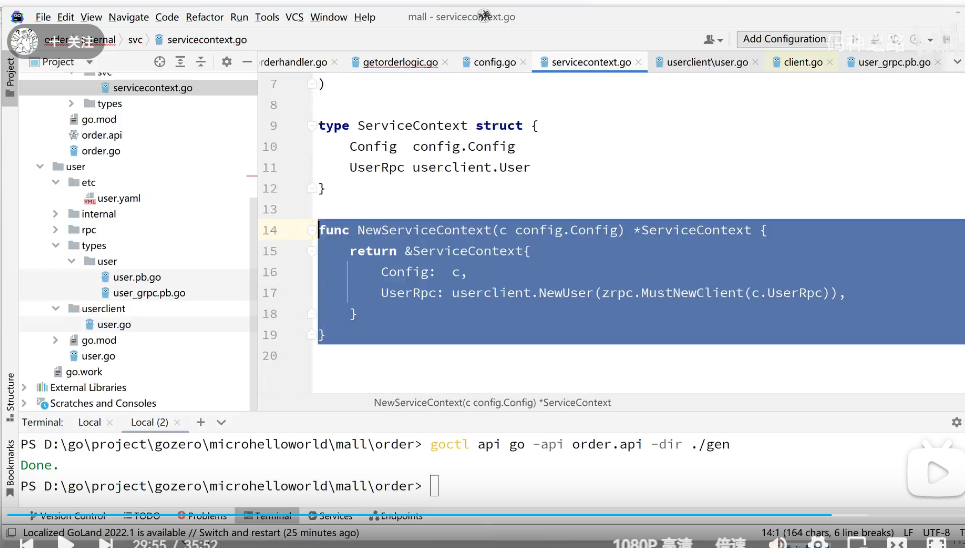 File Edit View Navigate Code Refactor Run Tools VCS Window Help mall - servicecontext.go
+ 关注
internal svc servicecontext.go Add Configuration...
Project orderhandler.go getorderlogic.go config.go servicecontext.go userclient\user.go client.go user_grpc.pb.go
Project
svc
servicecontext.go
types
go.mod
order.api
order.go
user
etc
user.yaml
internal
rpc
types
user
user.pb.go
user_grpc.pb.go
userclient
user.go
go.mod
user.go
go.work
External Libraries
Scratches and Consoles
7 )
8
9 type ServiceContext struct {
10 Config config.Config
11 UserRpc userclient.User
12 }
13
14 func NewServiceContext(c config.Config) *ServiceContext {
15 return &ServiceContext{
16 Config: c,
17 UserRpc: userclient.NewUser(zrpc.MustNewClient(c.UserRpc)),
18 }
19 }
20
NewServiceContext(c config.Config) *ServiceContext
Structure
Bookmarks
Terminal: Local Local (2)
PS D:\go\project\gozero\microhelloworld\mall\order> goctl api go -api order.api -dir ./gen
Done.
PS D:\go\project\gozero\microhelloworld\mall\order>
Version Control TODO Problems Terminal Services Endpoints
Localized GoLand 2022.1 is available // Switch and restart (25 minutes ago) 14:1 (164 chars, 6 line breaks) LF UTF-8
29:55 / 35:52 1080P 高清 倍速